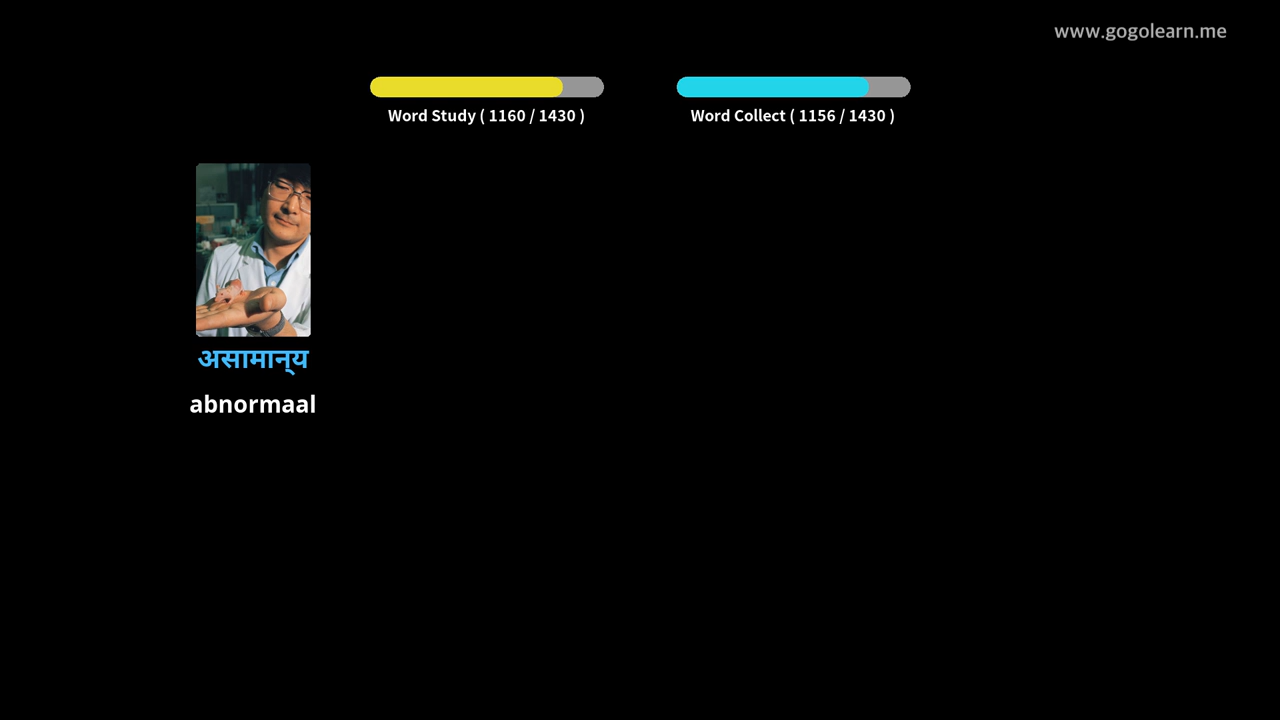 www.gogolearn.me
Word Study ( 1160 / 1430 )
Word Collect ( 1156 / 1430 )
असामान्य
abnormaal